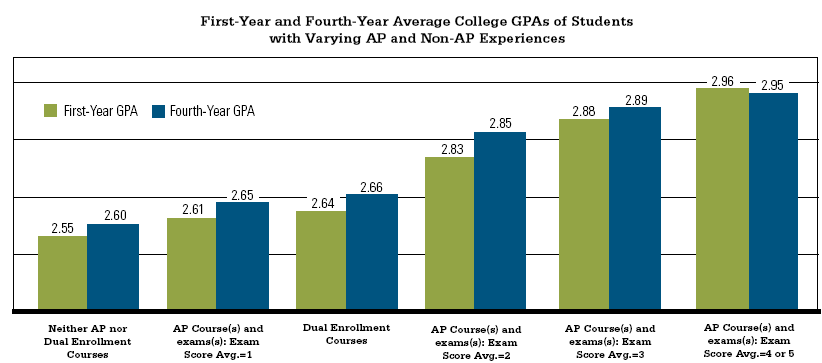 First-Year and Fourth-Year Average College GPAs of Students
with Varying AP and Non-AP Experiences
First-Year GPA
Fourth-Year GPA
2.55
2.60
2.61
2.65
2.64
2.66
2.83
2.85
2.88
2.89
2.96
2.95
Neither AP nor
Dual Enrollment
Courses
AP Course(s) and
exams(s): Exam
Score Avg.=1
Dual Enrollment
Courses
AP Course(s) and
exams(s): Exam
Score Avg.=2
AP Course(s) and
exams(s): Exam
Score Avg.=3
AP Course(s) and
exams(s): Exam
Score Avg.=4 or 5